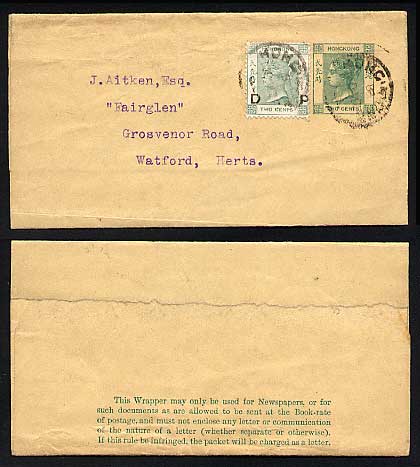 HONGKONG
TWO CENTS
D P
HONGKONG
TWO CENTS
J. Aitken, Esq.
"Fairglen"
Grosvenor Road,
Watford, Herts.
This Wrapper may only be used for Newspapers, or for
such documents as are allowed to be sent at the Book-rate
of postage, and must not enclose any letter or communication
of the nature of a letter (whether separate or otherwise).
If this rule be infringed, the packet will be charged as a letter.